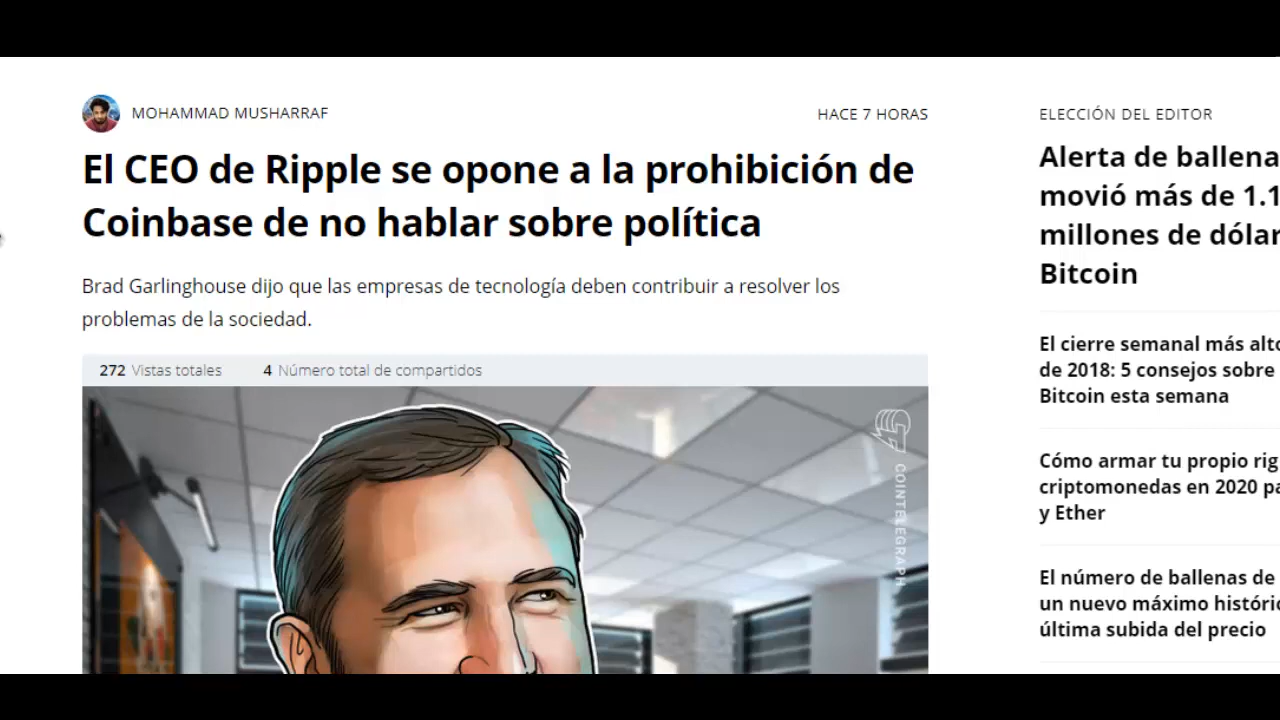 MOHAMMAD MUSHARRAF
HACE 7 HORAS
El CEO de Ripple se opone a la prohibición de
Coinbase de no hablar sobre política
Brad Garlinghouse dijo que las empresas de tecnología deben contribuir a resolver los
problemas de la sociedad.
272 Vistas totales
4 Número total de compartidos
COINTELEGRAPH
ELECCIÓN DEL EDITOR
Alerta de ballena
movió más de 1.1
millones de dólar
Bitcoin
El cierre semanal más alto
de 2018: 5 consejos sobre
Bitcoin esta semana
Cómo armar tu propio rig
criptomonedas en 2020 pa
y Ether
El número de ballenas de
un nuevo máximo históric
última subida del precio